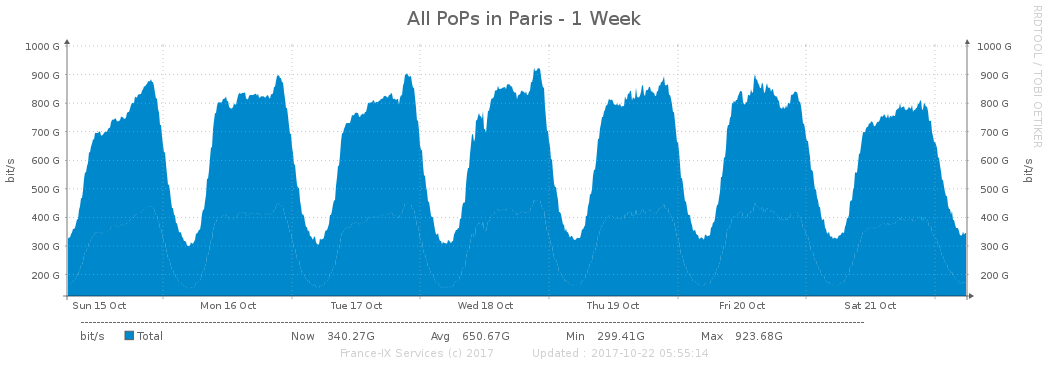 All PoPs in Paris - 1 Week
RRDTOOL / TOBI OETIKER
bit/s
1000 G
900 G
800 G
700 G
600 G
500 G
400 G
300 G
200 G
1000 G
900 G
800 G
700 G
600 G
500 G
400 G
300 G
200 G
bit/s
Sun 15 Oct Mon 16 Oct Tue 17 Oct Wed 18 Oct Thu 19 Oct Fri 20 Oct Sat 21 Oct
bit/s Total Now 340.27G Avg 650.67G Min 299.41G Max 923.68G
France-IX Services (c) 2017 Updated : 2017-10-22 05:55:14